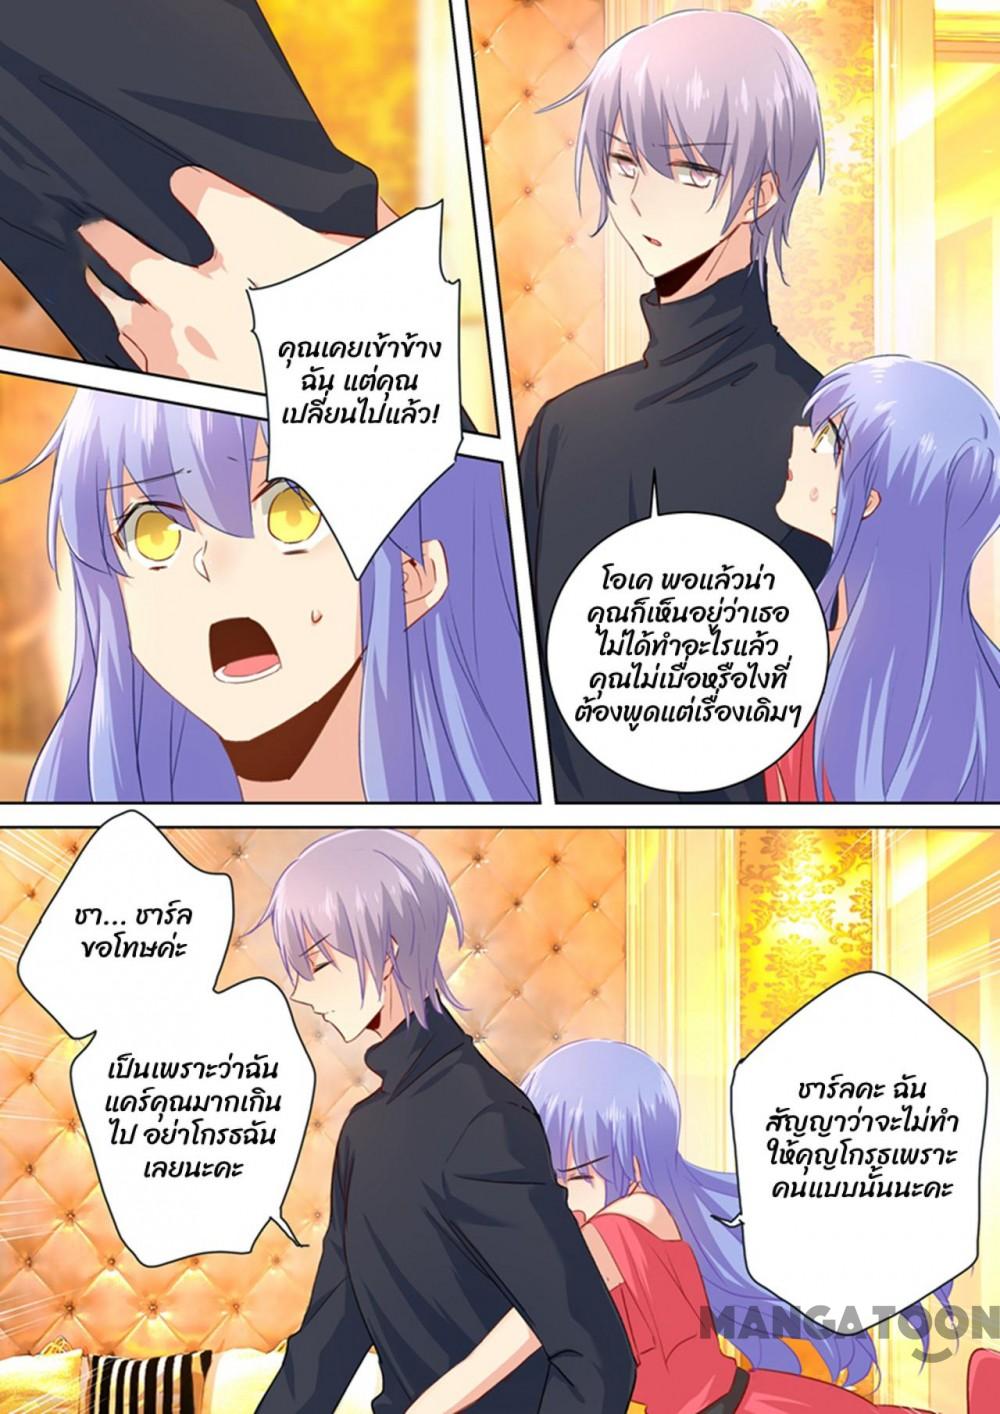 คุณเคยเข้าข้าง
ฉัน แต่คุณ
เปลี่ยนไปแล้ว!
โอเค พอแล้วน่า
คุณก็เห็นอยู่ว่าเธอ
ไม่ได้ทำอะไรแล้ว
คุณไม่เบื่อหรือไงที่
ต้องพูดแต่เรื่องเดิมๆ
ชา... ชาร์ล
ขอโทษค่ะ
เป็นเพราะว่าฉัน
แคร์คุณมากเกิน
ไป อย่าโกรธฉัน
เลยนะคะ
ชาร์ลคะ ฉัน
สัญญาว่าจะไม่ทำ
ให้คุญโกรธเพราะ
คนแบบนั้นนะคะ
MANGATOON